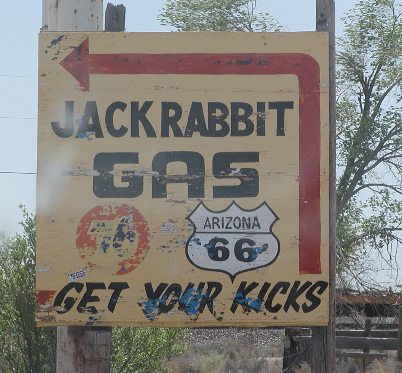 JACKRABBIT
GAS
ARIZONA
66
GET YOUR KICKS